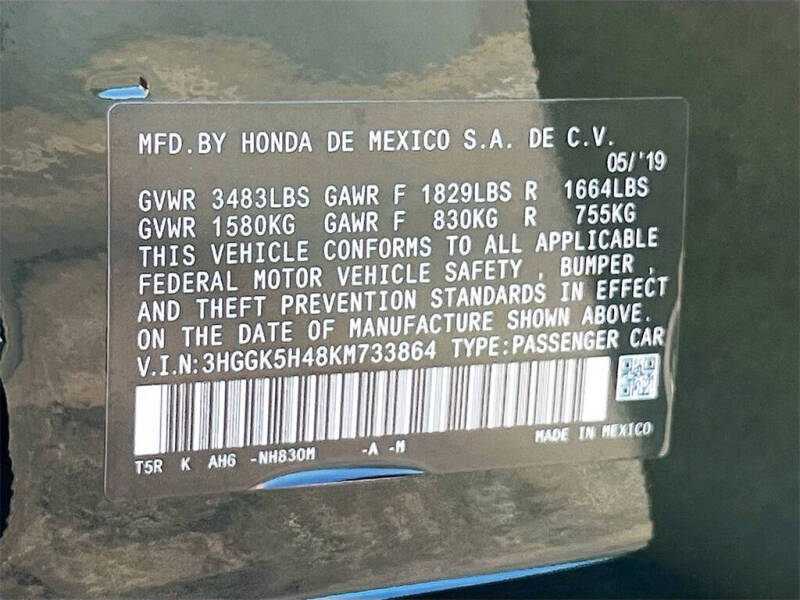 MFD.BY HONDA DE MEXICO S.A. DE C.V.
05/'19
GVWR 3483LBS GAWR F 1829LBS R 1664LBS
GVWR 1580KG GAWR F 830KG R 755KG
THIS VEHICLE CONFORMS TO ALL APPLICABLE
FEDERAL MOTOR VEHICLE SAFETY , BUMPER ,
AND THEFT PREVENTION STANDARDS IN EFFECT
ON THE DATE OF MANUFACTURE SHOWN ABOVE.
V.I.N:3HGGK5H48KM733864 TYPE:PASSENGER CAR
T5R K AH6 -NH830M -A -M MADE IN MEXICO